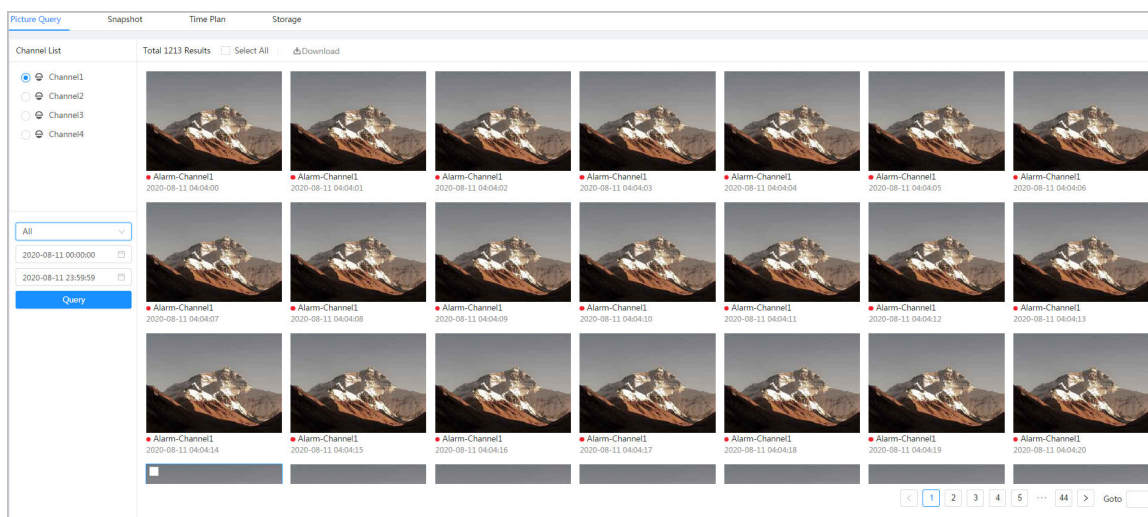 Picture Query Snapshot Time Plan Storage
Channel List
Total 1213 Results Select All Download
Channel1
Channel2
Channel3
Channel4
All
2020-08-11 00:00:00
2020-08-11 23:59:59
Query
Alarm-Channel1 Alarm-Channel1 Alarm-Channel1 Alarm-Channel1 Alarm-Channel1 Alarm-Channel1 Alarm-Channel1
2020-08-11 04:04:00 2020-08-11 04:04:01 2020-08-11 04:04:02 2020-08-11 04:04:03 2020-08-11 04:04:04 2020-08-11 04:04:05 2020-08-11 04:04:06
Alarm-Channel1 Alarm-Channel1 Alarm-Channel1 Alarm-Channel1 Alarm-Channel1 Alarm-Channel1 Alarm-Channel1
2020-08-11 04:04:07 2020-08-11 04:04:08 2020-08-11 04:04:09 2020-08-11 04:04:10 2020-08-11 04:04:11 2020-08-11 04:04:12 2020-08-11 04:04:13
Alarm-Channel1 Alarm-Channel1 Alarm-Channel1 Alarm-Channel1 Alarm-Channel1 Alarm-Channel1 Alarm-Channel1
2020-08-11 04:04:14 2020-08-11 04:04:15 2020-08-11 04:04:16 2020-08-11 04:04:17 2020-08-11 04:04:18 2020-08-11 04:04:19 2020-08-11 04:04:20
< 1 2 3 4 5 ••• 44 > Goto